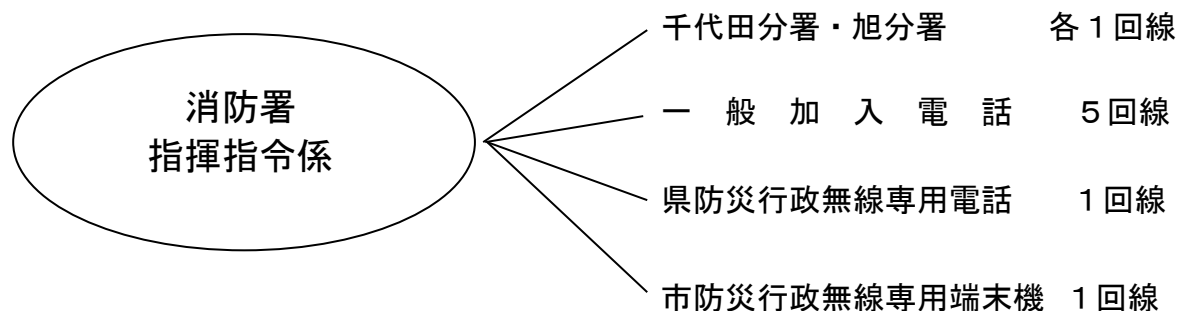 消防署
指揮指令係
千代田分署・旭分署　各１回線
一般加入電話　５回線
県防災行政無線専用電話　１回線
市防災行政無線専用端末機　１回線